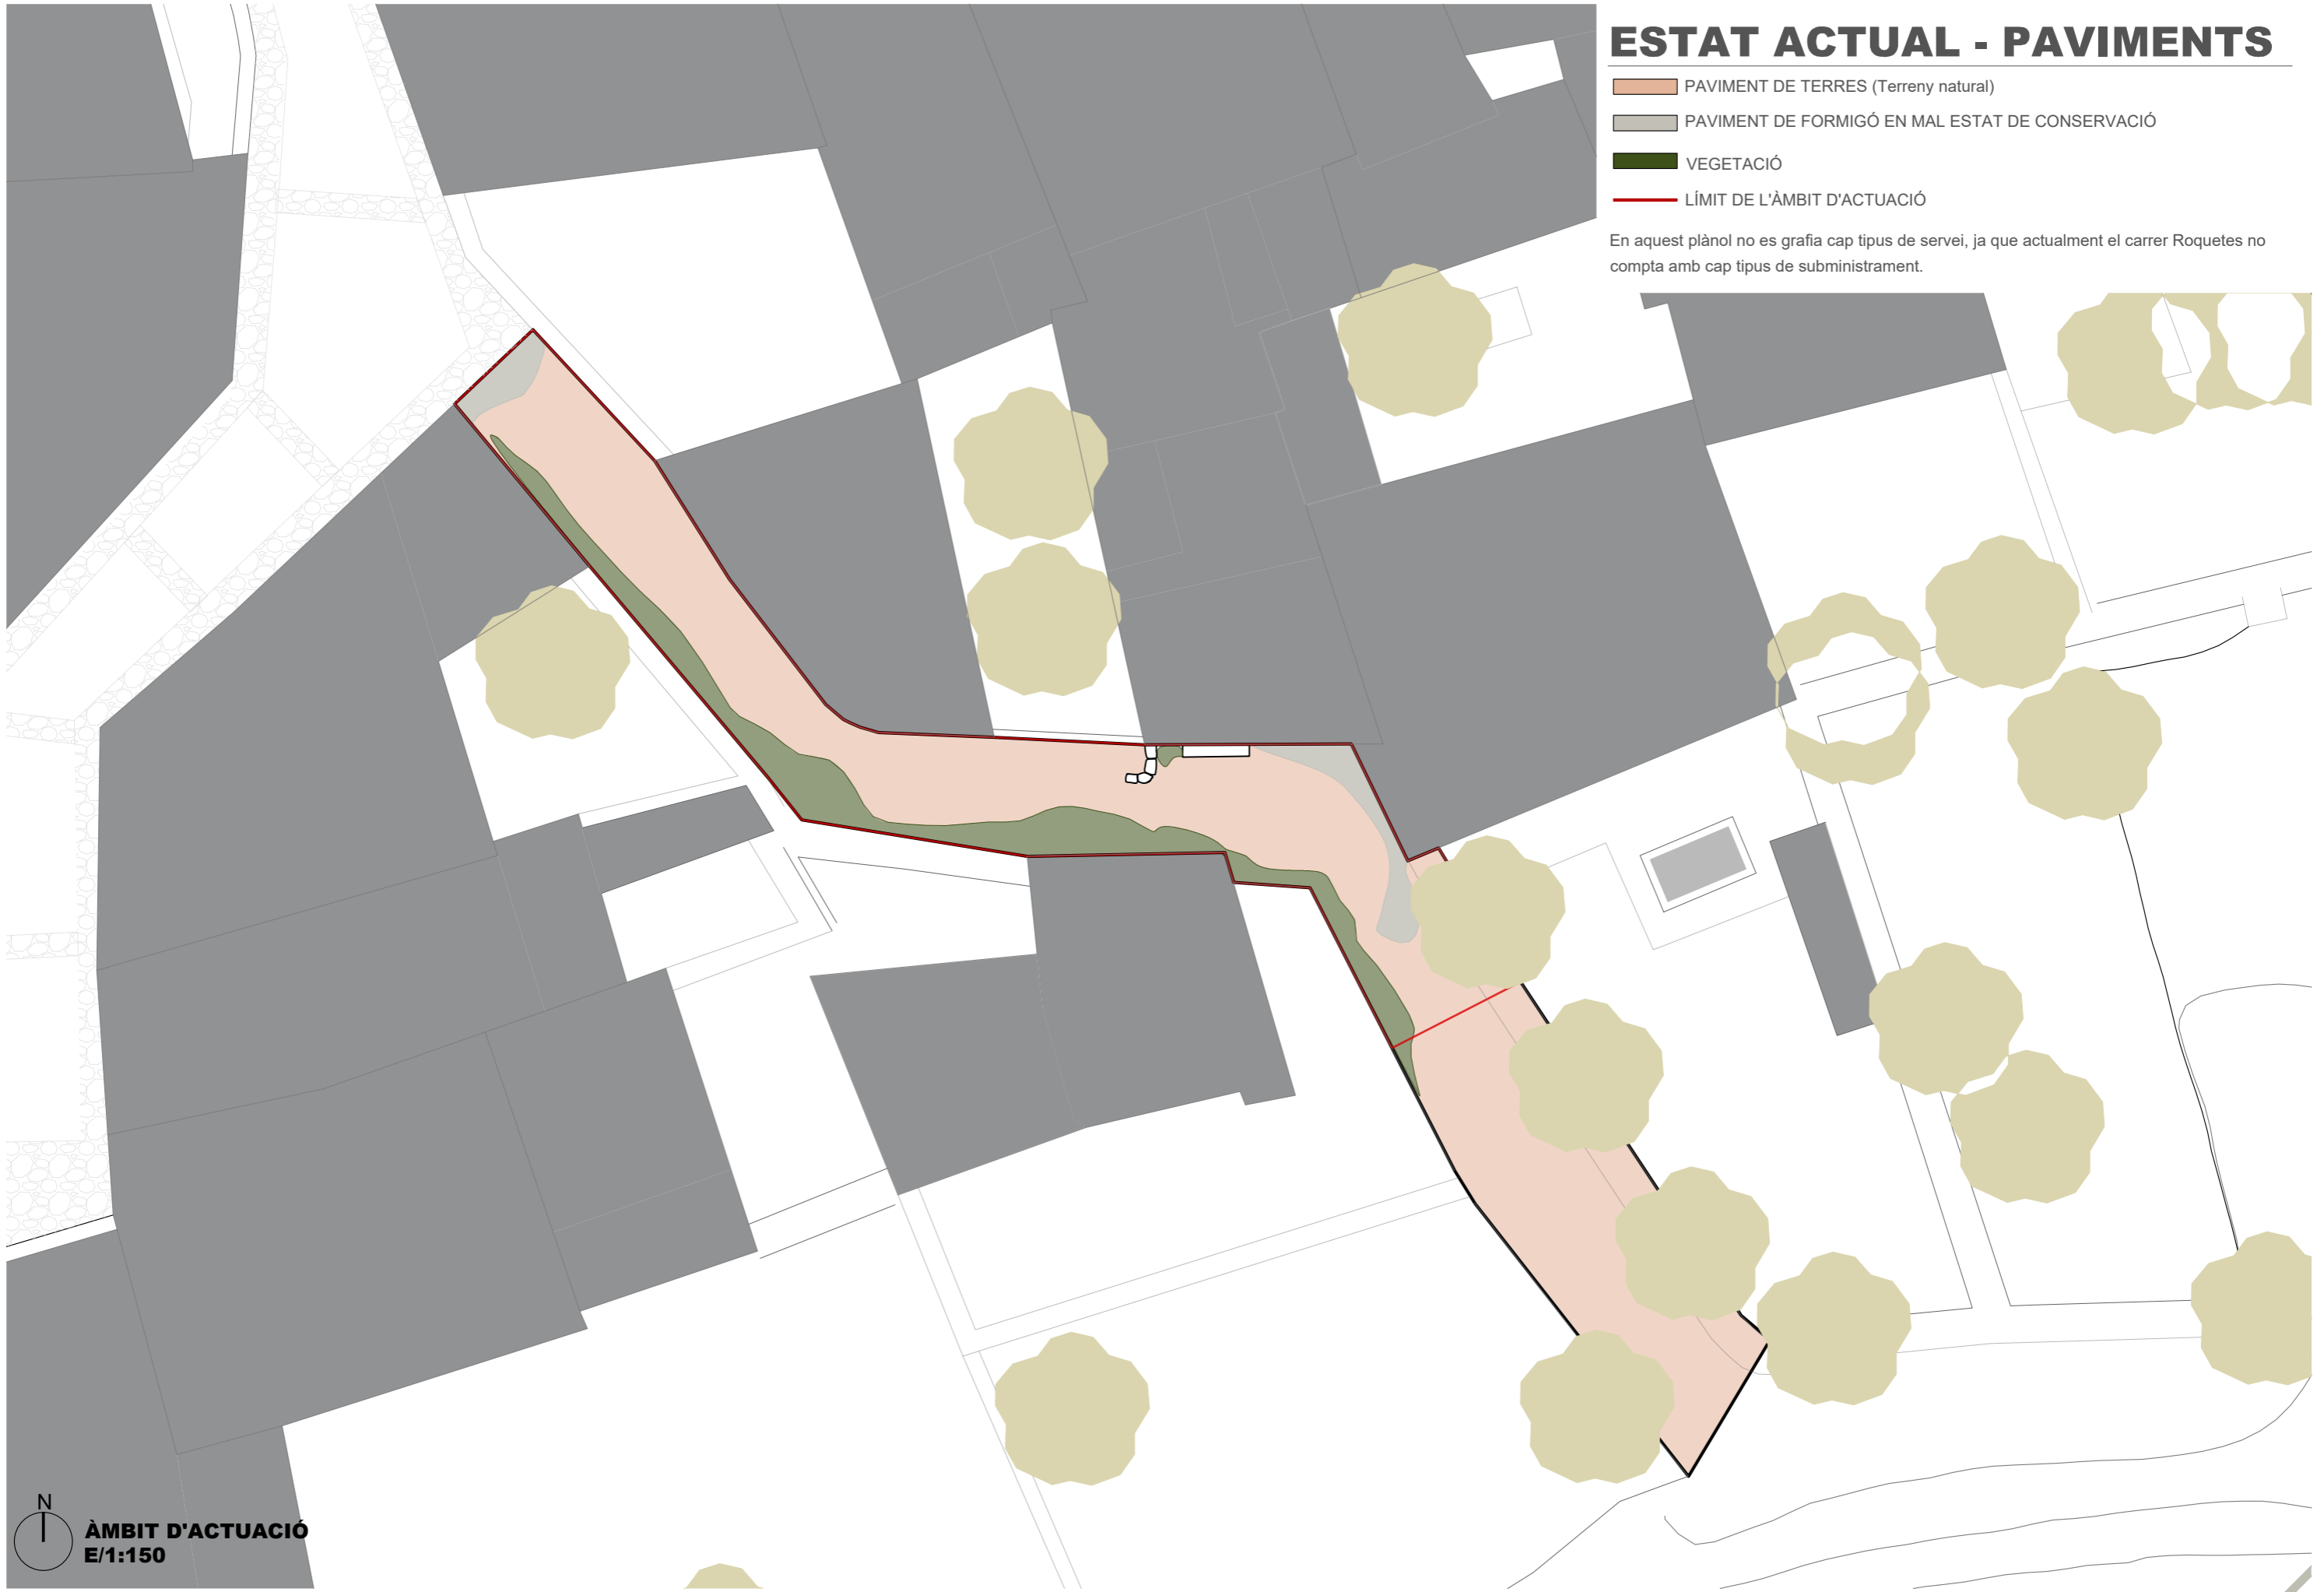 ESTAT ACTUAL - PAVIMENTS
PAVIMENT DE TERRES (Terreny natural)
PAVIMENT DE FORMIGÓ EN MAL ESTAT DE CONSERVACIÓ
VEGETACIÓ
LÍMIT DE L'ÀMBIT D'ACTUACIÓ
En aquest plànol no es grafia cap tipus de servei, ja que actualment el carrer Roquetes no
compta amb cap tipus de subministrament.
N
ÀMBIT D'ACTUACIÓ
E/1:150